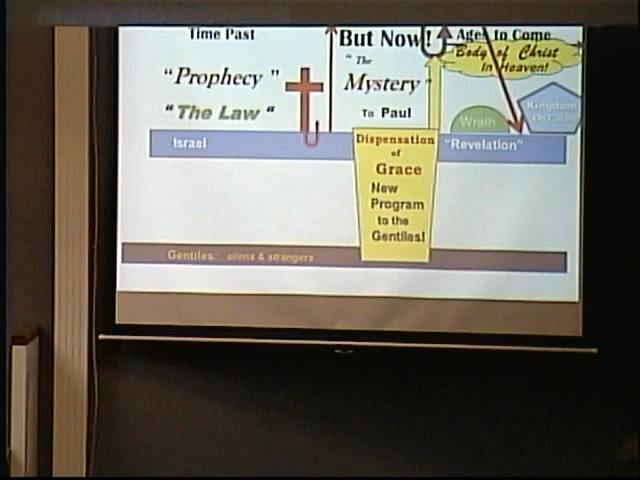 Time Past
But Now!
Ages to Come
Body of Christ
In Heaven!
"Prophecy"
"The
Mystery"
"The Law"
To Paul
Wrath
Kingdom
Israel
Dispensation
of
Grace
New
Program
to the
Gentiles!
"Revelation"
Gentiles: aliens & strangers